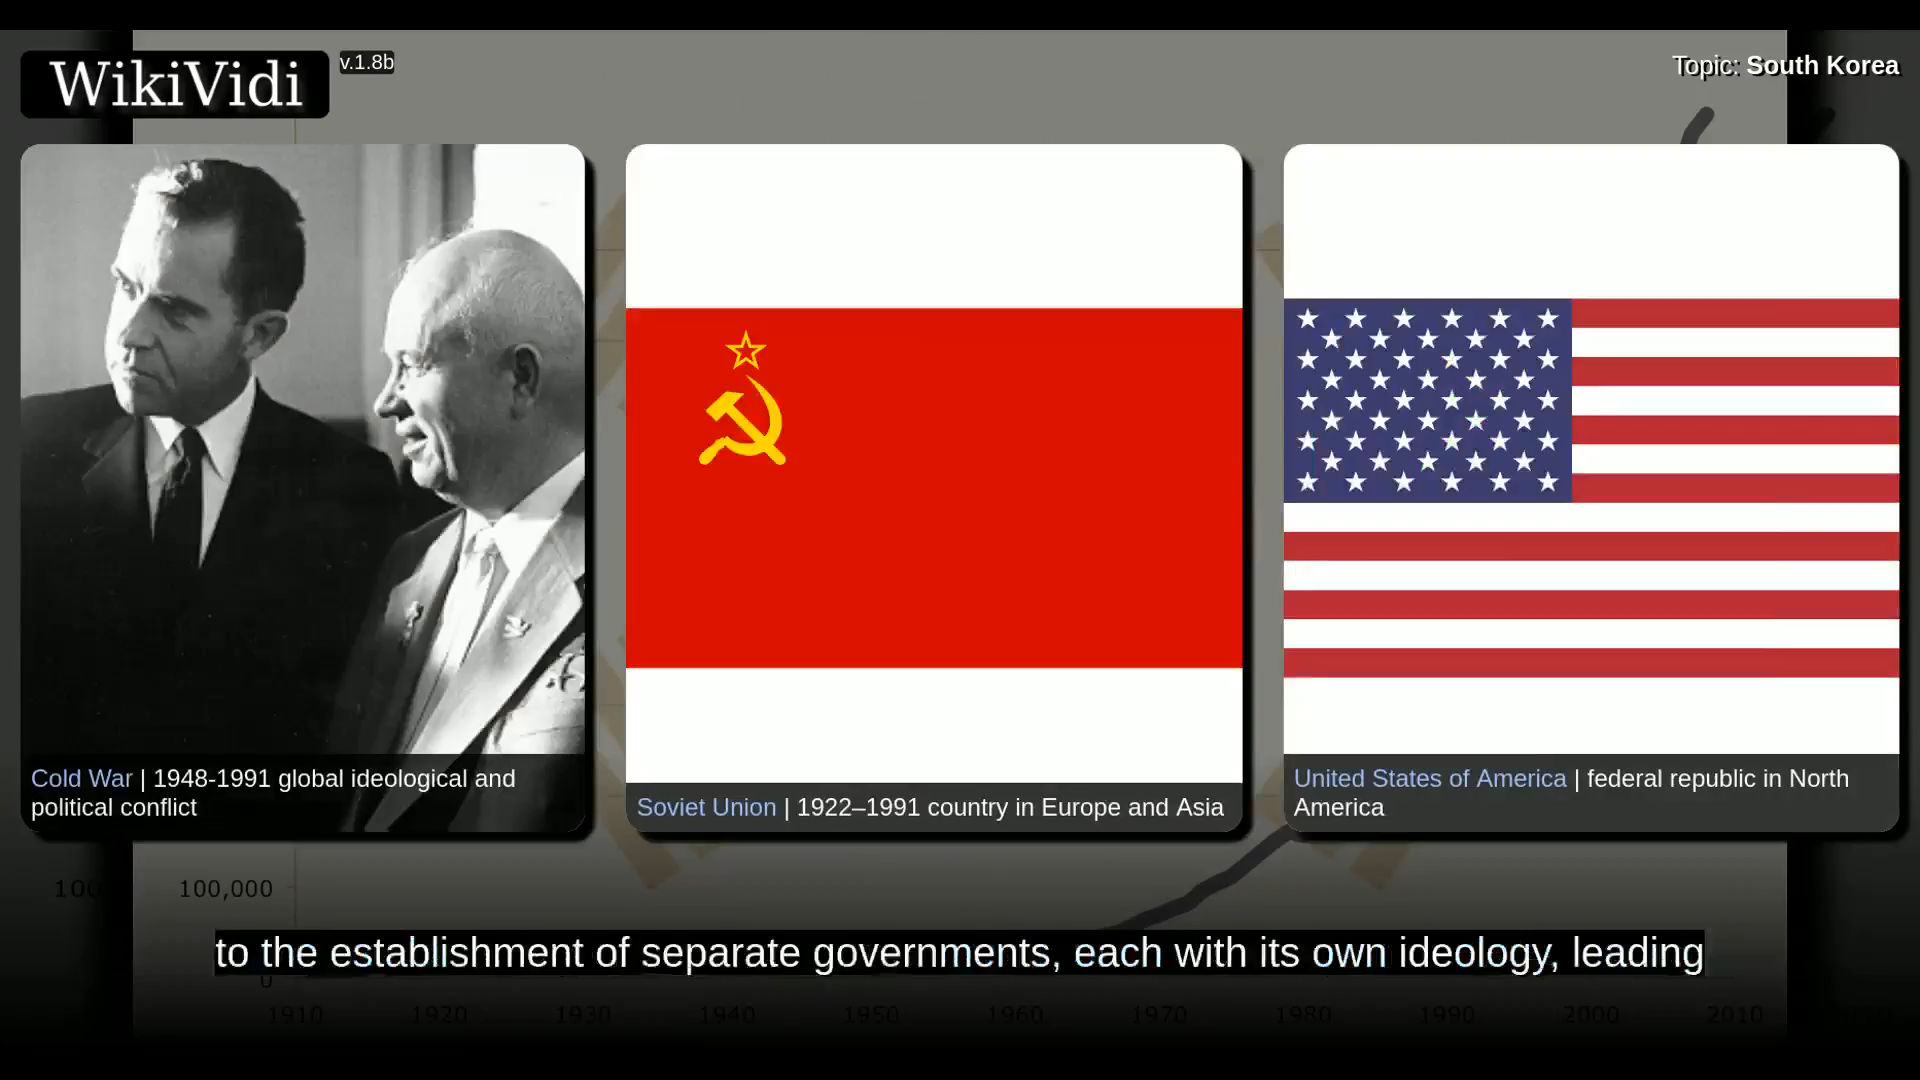 WikiVidi
v.1.8b
Topic: South Korea
Cold War | 1948-1991 global ideological and
political conflict
Soviet Union | 1922–1991 country in Europe and Asia
United States of America | federal republic in North
America
100
100,000
to the establishment of separate governments, each with its own ideology, leading
0
1910 1920 1930 1940 1950 1960 1970 1980 1990 2000 2010